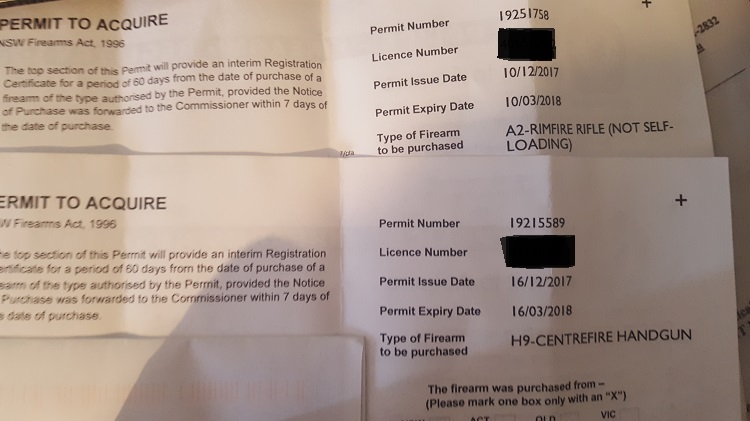 PERMIT TO ACQUIRE
NSW Firearms Act, 1996
The top section of this Permit will provide an interim Registration
Certificate for a period of 60 days from the date of purchase of a
firearm of the type authorised by the Permit, provided the Notice
of Purchase was forwarded to the Commissioner within 7 days of
the date of purchase.
Permit Number 19251758
Licence Number
Permit Issue Date 10/12/2017
Permit Expiry Date 10/03/2018
Type of Firearm A2-RIMFIRE RIFLE (NOT SELF-
to be purchased LOADING)
-2832
ERMIT TO ACQUIRE
W Firearms Act, 1996
he top section of this Permit will provide an interim Registration
ertificate for a period of 60 days from the date of purchase of a
earm of the type authorised by the Permit, provided the Notice
Purchase was forwarded to the Commissioner within 7 days of
s date of purchase.
+
+
Permit Number 19215589
Licence Number
Permit Issue Date 16/12/2017
Permit Expiry Date 16/03/2018
Type of Firearm H9-CENTREFIRE HANDGUN
to be purchased
The firearm was purchased from –
(Please mark one box only with an "X")
ACT QLD VIC